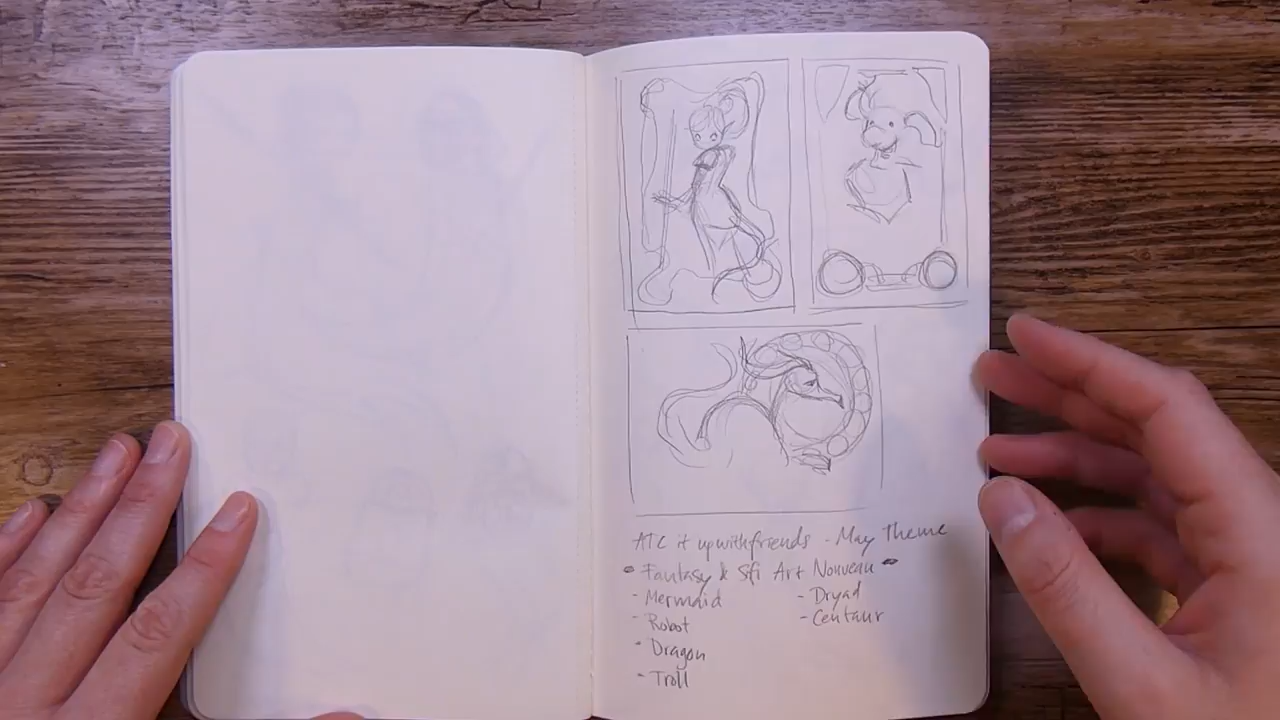 ATC it upwithfriends - May Theme
Fantasy & Sfi Art Nouveau
- Mermaid
- Dryad
- Robot
- Centaur
- Dragon
- Troll